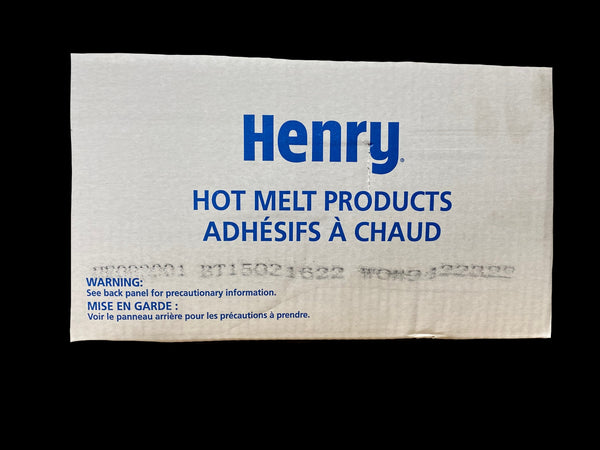 Henry®
HOT MELT PRODUCTS
ADHÉSIFS À CHAUD
BT15021622
WARNING:
See back panel for precautionary information.
MISE EN GARDE :
Voir le panneau arrière pour les précautions à prendre.